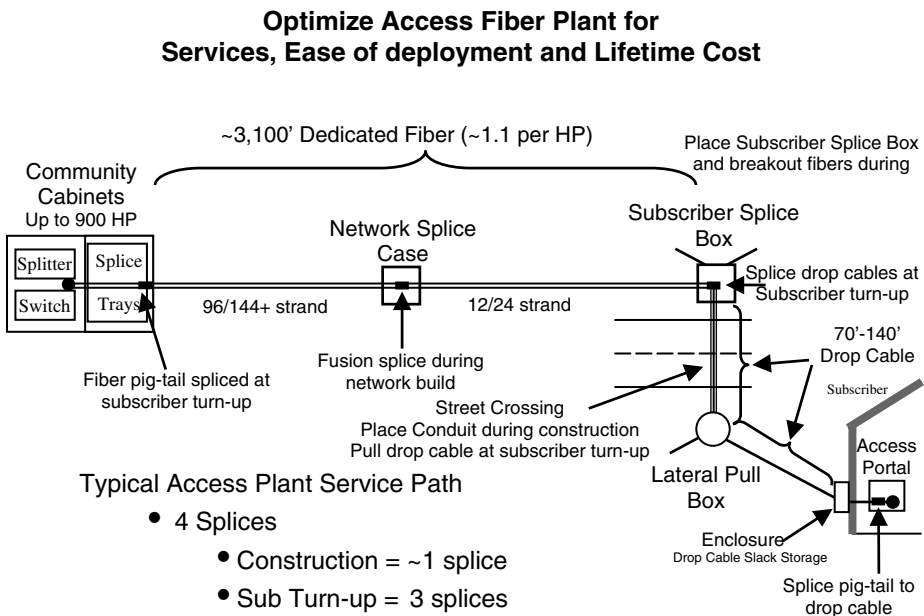 Optimize Access Fiber Plant for
Services, Ease of deployment and Lifetime Cost
~3,100' Dedicated Fiber (~1.1 per HP)
Place Subscriber Splice Box
and breakout fibers during
Community
Cabinets
Up to 900 HP
Splitter
Splice
Switch
Trays
Network Splice
Case
Subscriber Splice
Box
96/144+ strand
12/24 strand
Splice drop cables at
Subscriber turn-up
Fiber pig-tail spliced at
subscriber turn-up
Fusion splice during
network build
70'-140'
Drop Cable
Street Crossing
Place Conduit during construction
Pull drop cable at subscriber turn-up
Subscriber
Access
Portal
Lateral Pull
Box
Enclosure
Drop Cable Slack Storage
Splice pig-tail to
drop cable
Typical Access Plant Service Path
• 4 Splices
• Construction = ~1 splice
• Sub Turn-up = 3 splices